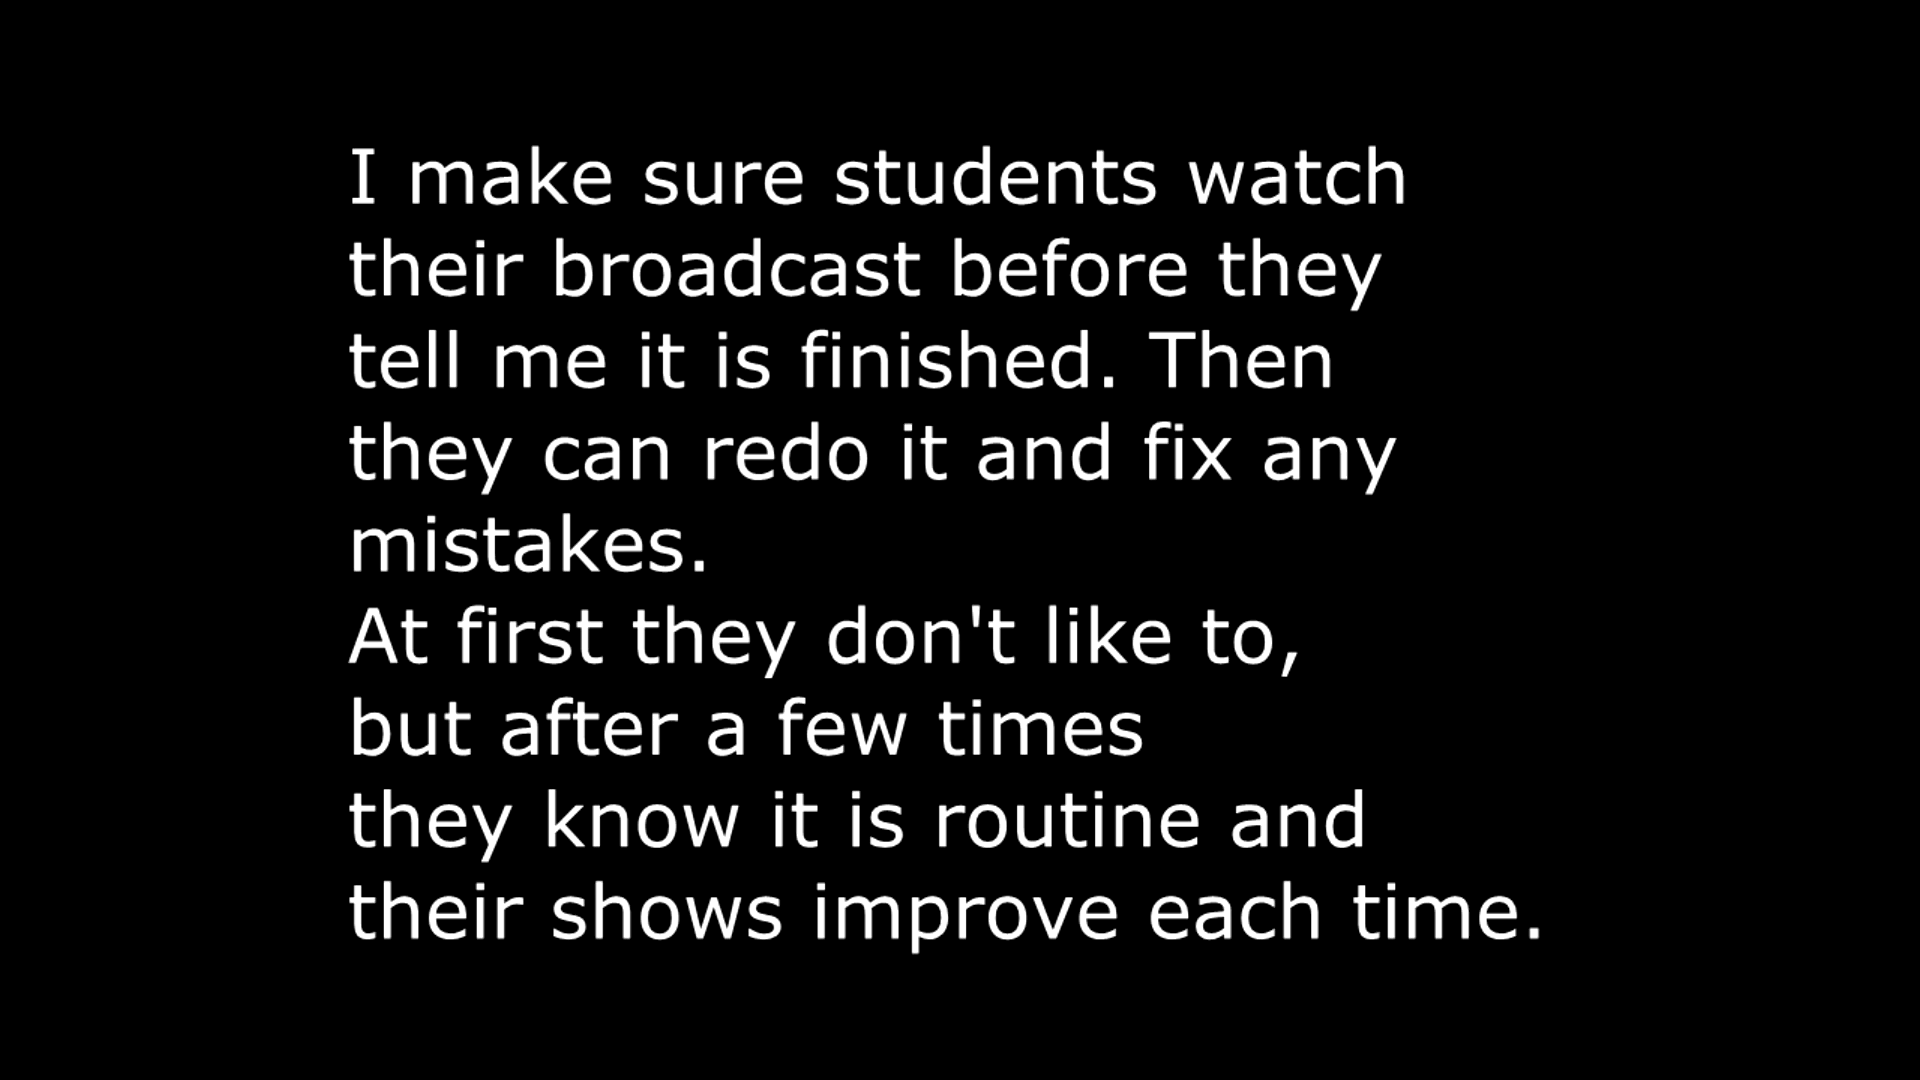 I make sure students watch
their broadcast before they
tell me it is finished. Then
they can redo it and fix any
mistakes.
At first they don't like to,
but after a few times
they know it is routine and
their shows improve each time.